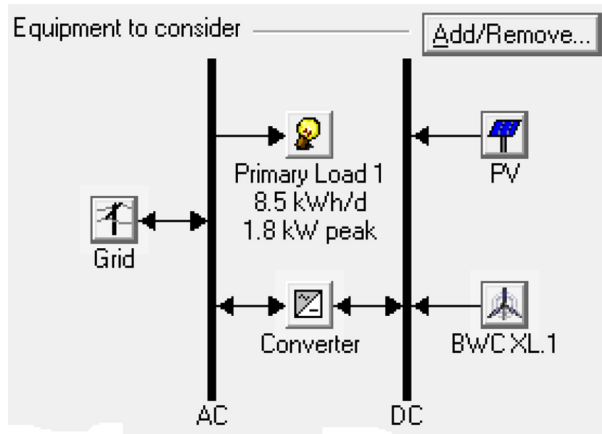 Equipment to consider
Add/Remove...
Primary Load 1
8.5 kWh/d
1.8 kW peak
PV
Grid
Converter
BWC XL.1
AC
DC